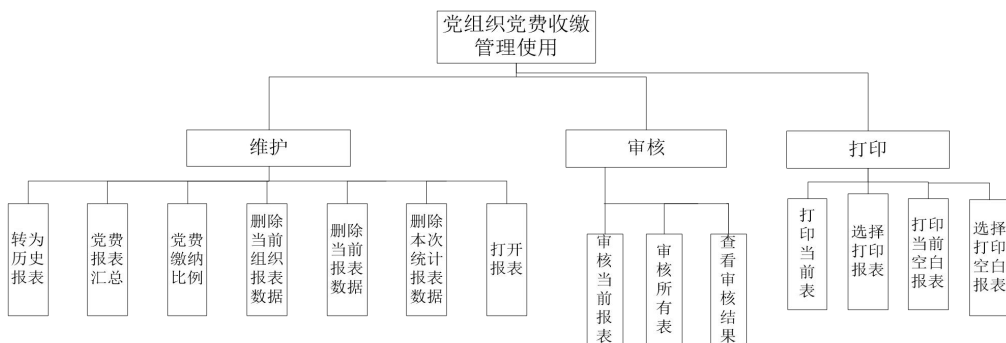 党组织党费收缴
管理使用
维护
审核
打印
转为
历史
报表
党费
报表
汇总
党费
缴纳
比例
删除
当前
组织
报表
数据
删除
当前
报表
数据
删除
本次
统计
报表
数据
打开
报表
审
核
当
前
报
表
审
核
所
有
表
查
看
审
核
结
果
打
印
当
前
表
选择
打印
报表
打印
当前
空白
报表
选择
打印
空白
报表